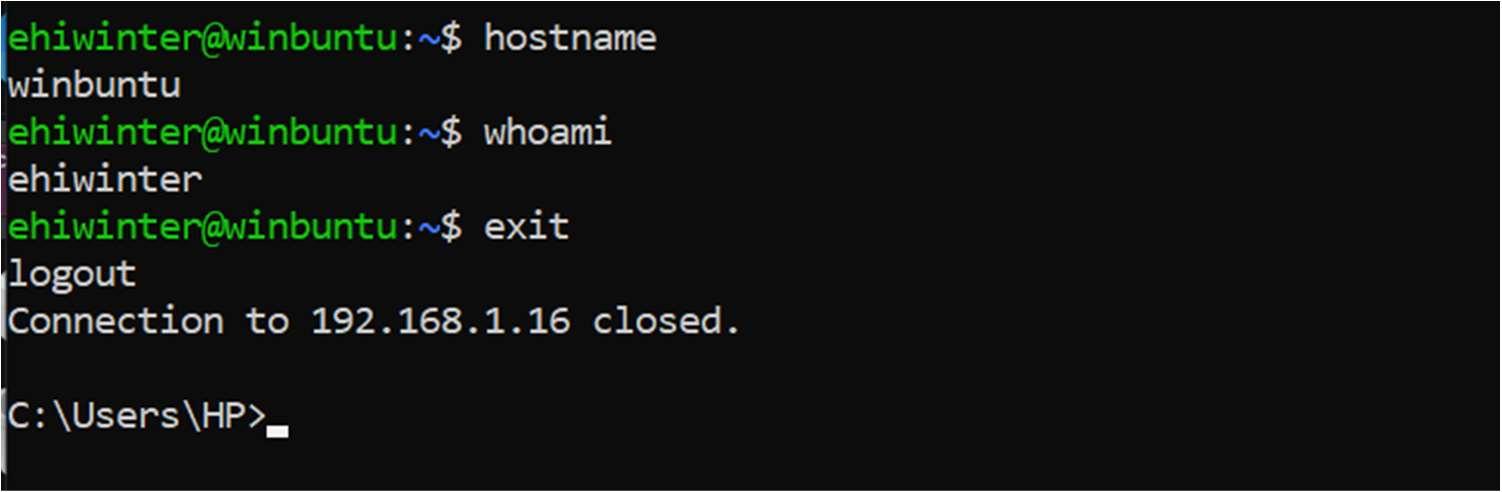 ehiwinter@winbuntu:~$ hostname
winbuntu
ehiwinter@winbuntu:~$ whoami
ehiwinter
ehiwinter@winbuntu:~$ exit
logout
Connection to 192.168.1.16 closed.
C:\Users\HP>